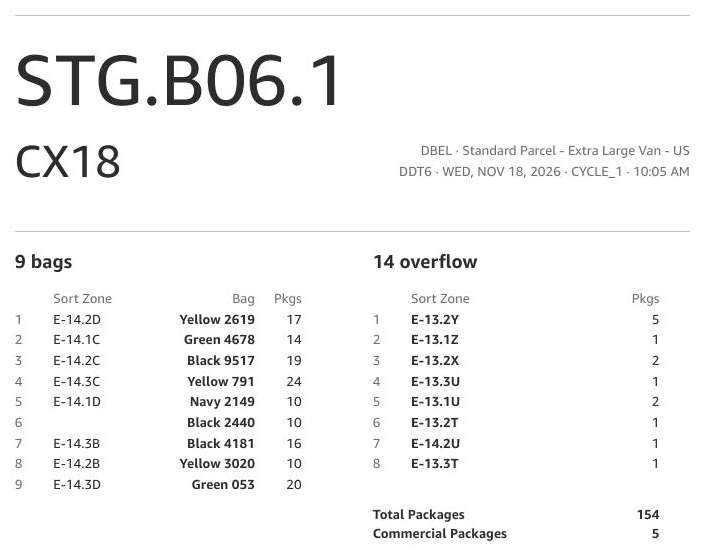 STG.B06.1
CX18
DBEL · Standard Parcel - Extra Large Van - US
DDT6 · WED, NOV 18, 2026 · CYCLE_1 · 10:05 AM
9 bags
Sort Zone Bag Pkgs
1 E-14.2D Yellow 2619 17
2 E-14.1C Green 4678 14
3 E-14.2C Black 9517 19
4 E-14.3C Yellow 791 24
5 E-14.1D Navy 2149 10
6 Black 2440 10
7 E-14.3B Black 4181 16
8 E-14.2B Yellow 3020 10
9 E-14.3D Green 053 20
14 overflow
Sort Zone Pkgs
1 E-13.2Y 5
2 E-13.1Z 1
3 E-13.2X 2
4 E-13.3U 1
5 E-13.1U 2
6 E-13.2T 1
7 E-14.2U 1
8 E-13.3T 1
Total Packages 154
Commercial Packages 5